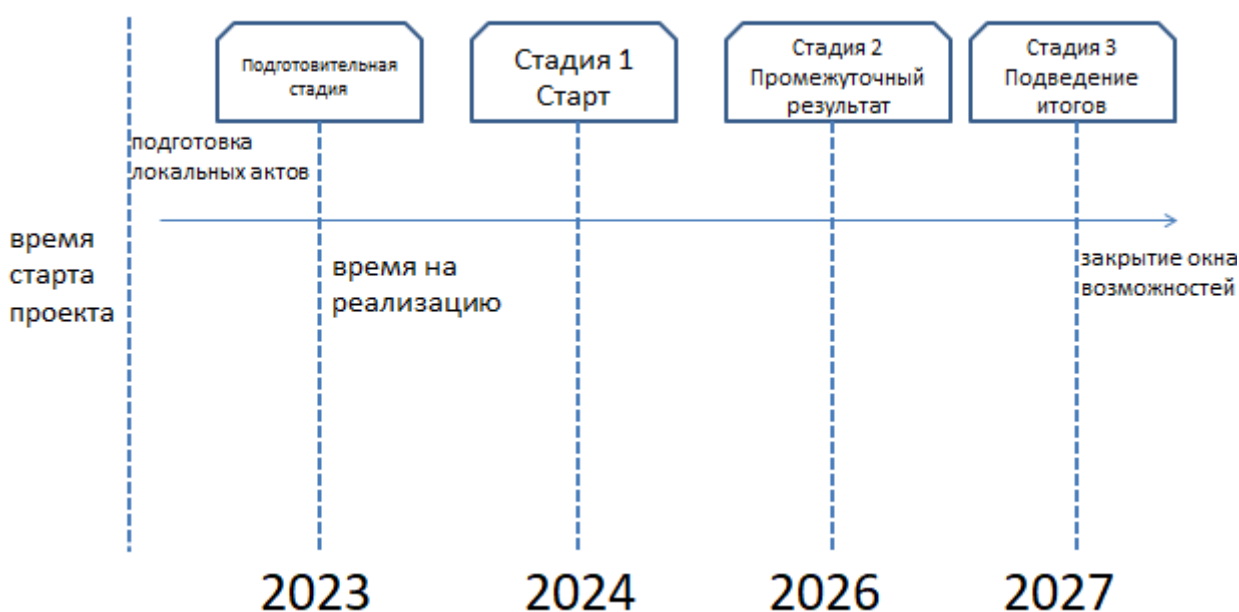 Подготовительная
стадия
Стадия 1
Старт
Стадия 2
Промежуточный
результат
Стадия 3
Подведение
итогов
подготовка
локальных актов
время
старта
проекта
время на
реализацию
закрытие окна
возможностей
2023
2024
2026
2027